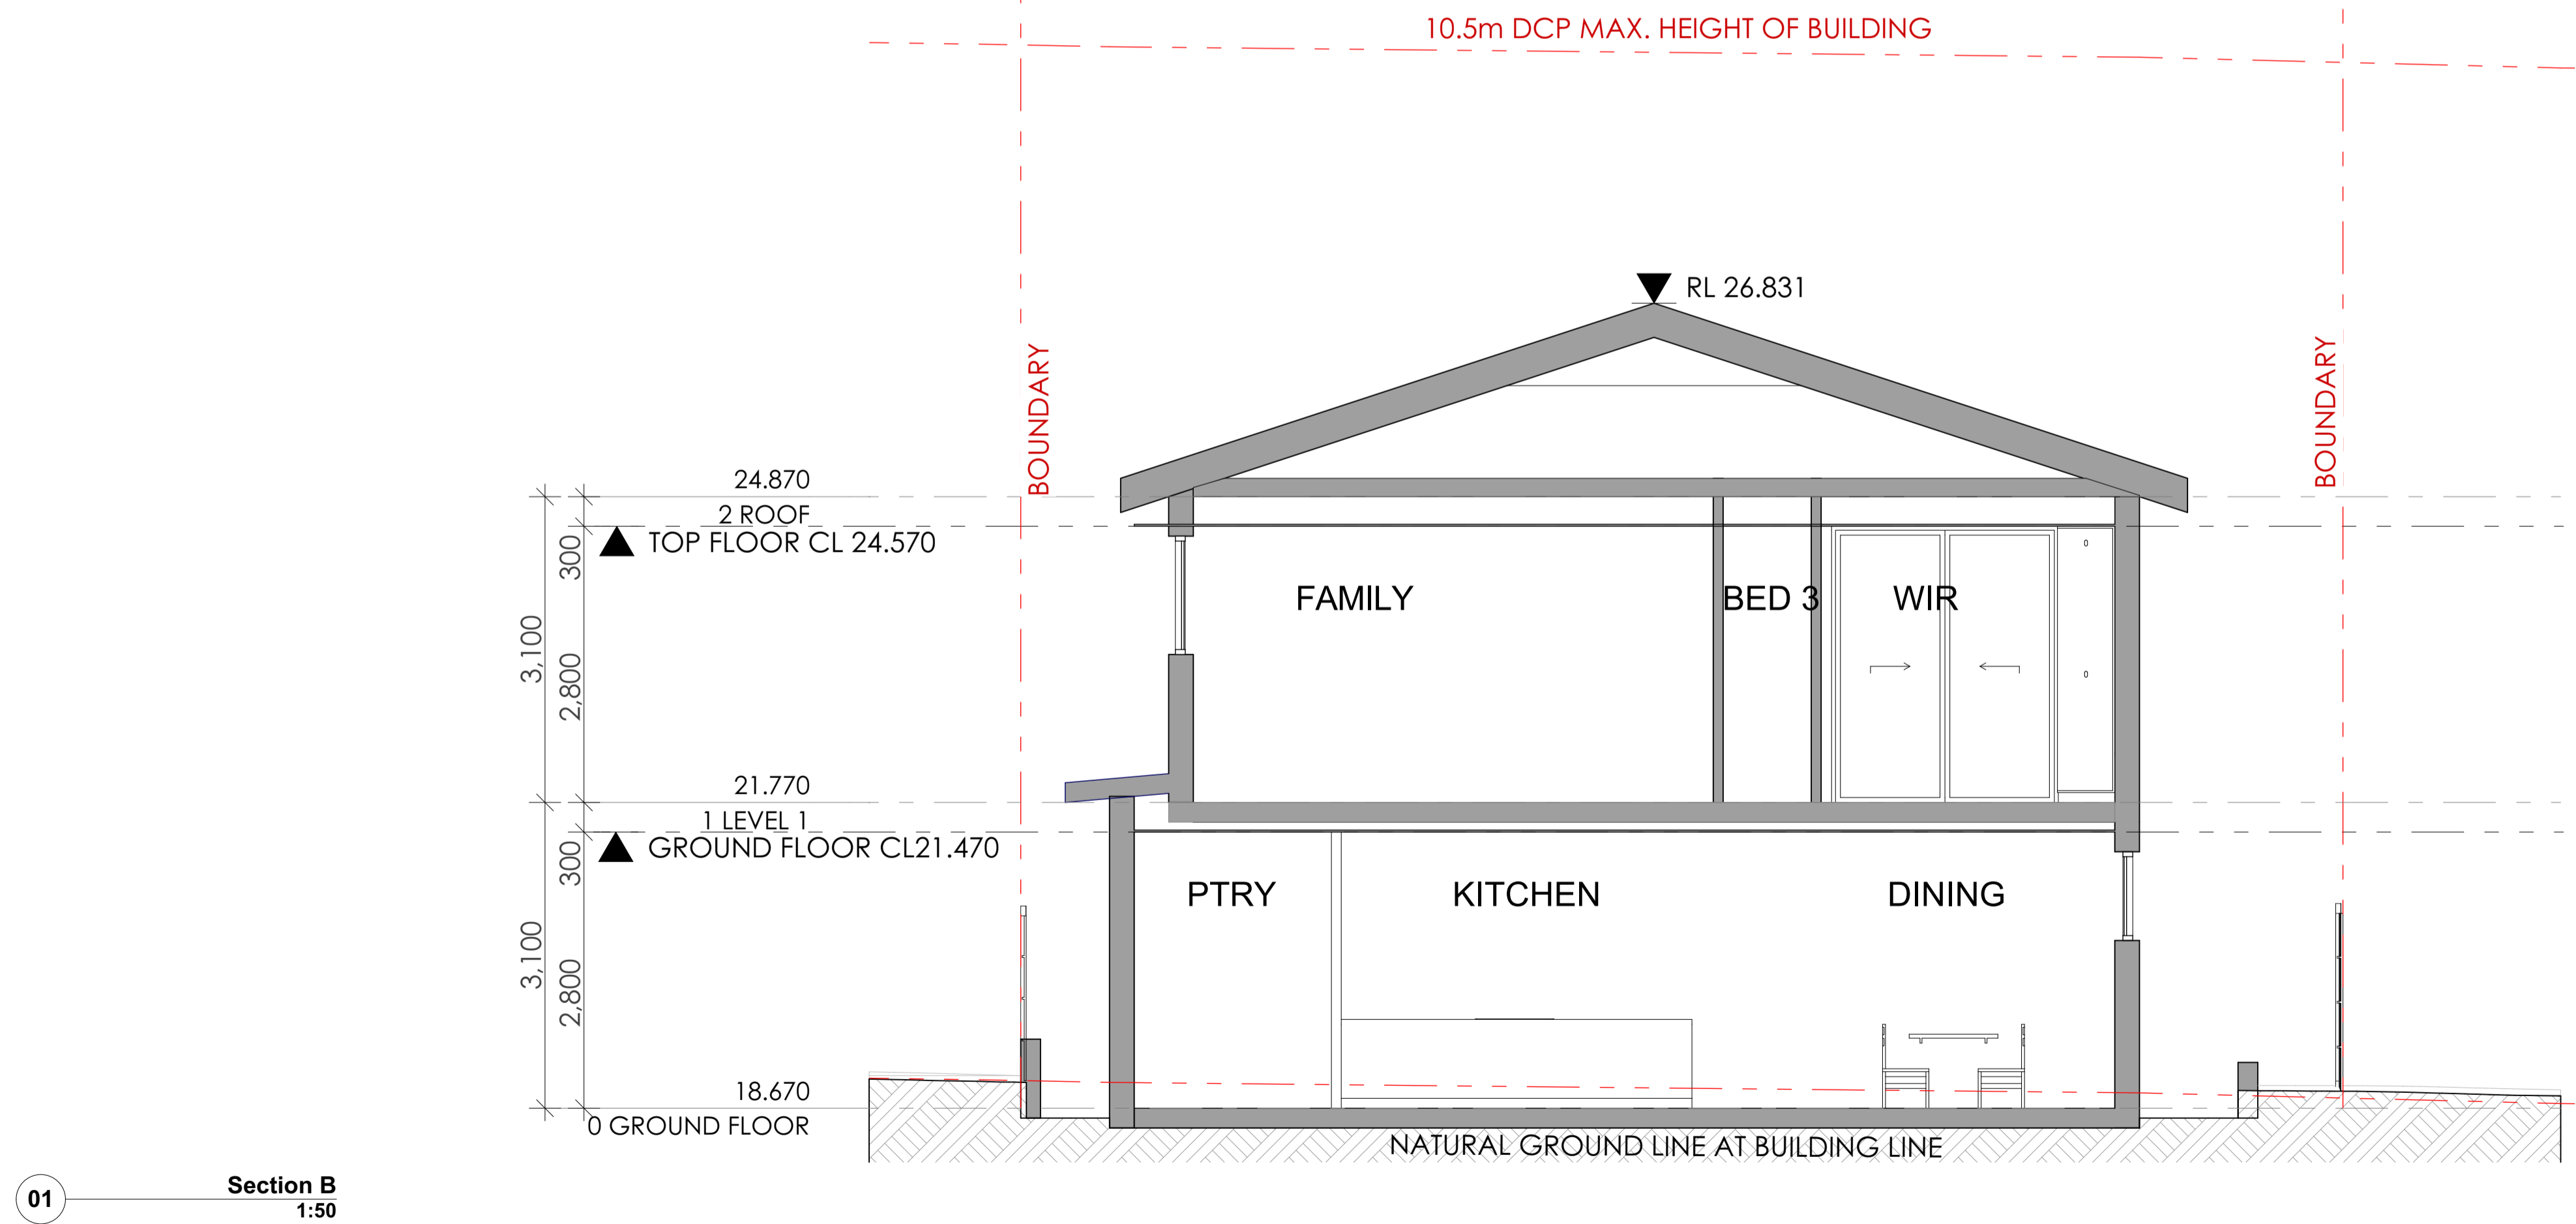 10.5m DCP MAX. HEIGHT OF BUILDING
RL 26.831
BOUNDARY
BOUNDARY
24.870
2 ROOF
TOP FLOOR CL 24.570
300
3,100
2,800
FAMILY
BED 3
WIR
21.770
1 LEVEL 1
GROUND FLOOR CL21.470
300
3,100
2,800
PTRY
KITCHEN
DINING
18.670
0 GROUND FLOOR
NATURAL GROUND LINE AT BUILDING LINE
01
Section B
1:50